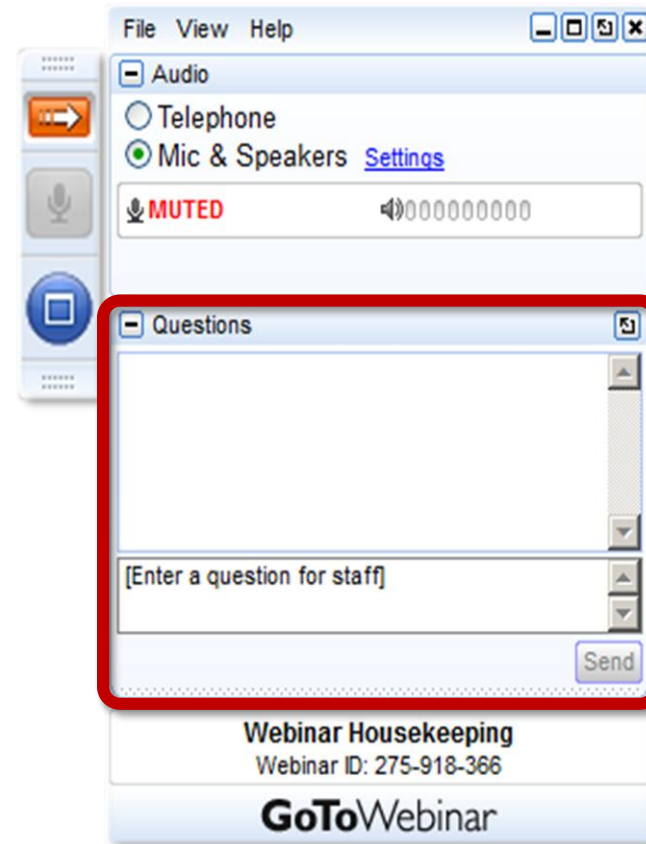 File View Help
Audio
Telephone
Mic & Speakers Settings
MUTED 000000000
Questions
[Enter a question for staff]
Send
Webinar Housekeeping
Webinar ID: 275-918-366
GoToWebinar